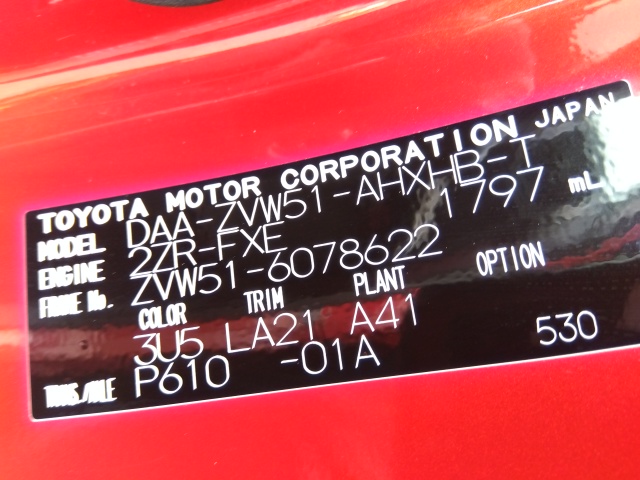 TOYOTA MOTOR CORPORATION JAPAN
MODEL DAA-ZVW51-AHXHB-T
ENGINE 2ZR-FXE 1797 mL
FRAME No. ZVW51-6078622
COLOR TRIM PLANT OPTION
3U5 LA21 A41
TRANS./AXLE P610 -01A 530